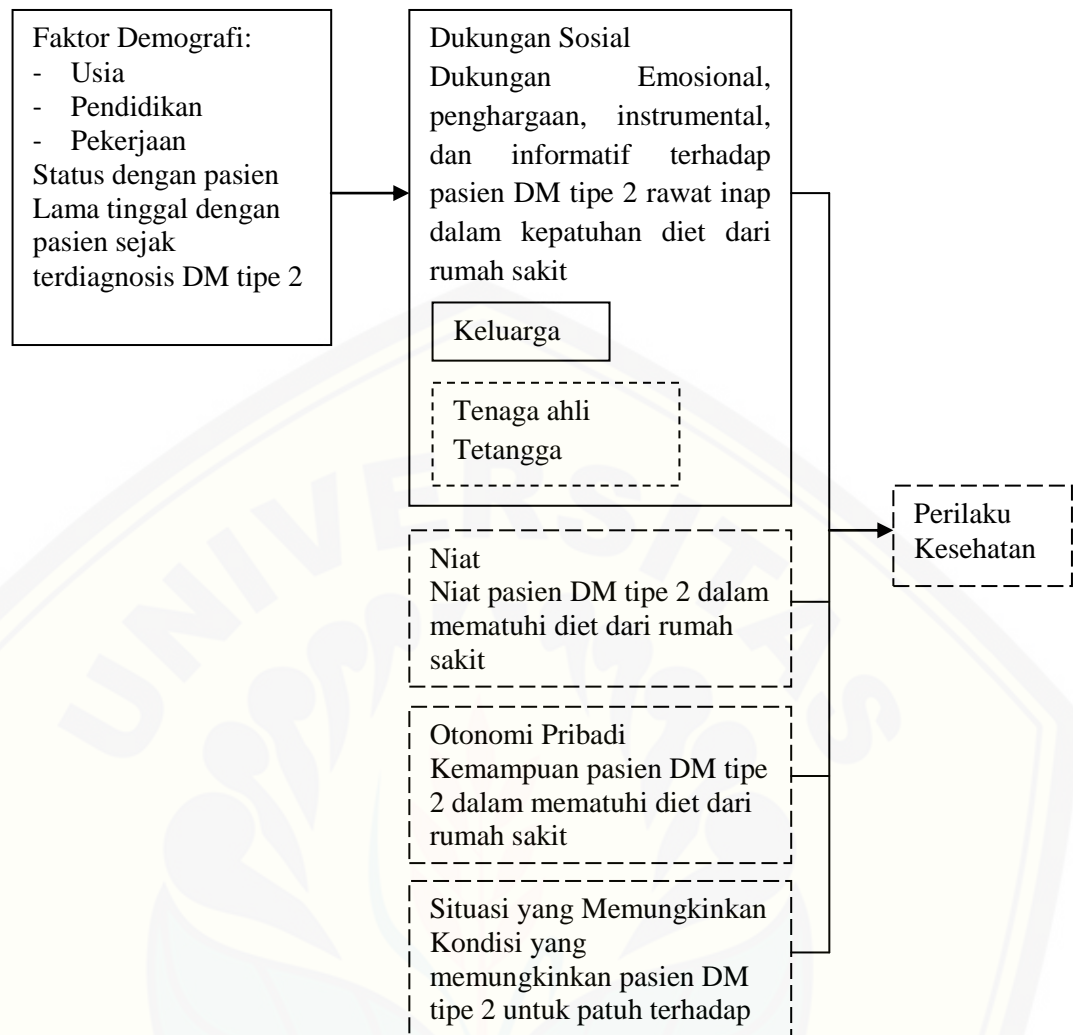 Faktor Demografi:
- Usia
- Pendidikan
- Pekerjaan
Status dengan pasien
Lama tinggal dengan
pasien sejak
terdiagnosis DM tipe 2
Dukungan Sosial
Dukungan Emosional,
penghargaan, instrumental,
dan informatif terhadap
pasien DM tipe 2 rawat inap
dalam kepatuhan diet dari
rumah sakit
Keluarga
Tenaga ahli
Tetangga
Niat
Niat pasien DM tipe 2 dalam
mematuhi diet dari rumah
sakit
Otonomi Pribadi
Kemampuan pasien DM tipe
2 dalam mematuhi diet dari
rumah sakit
Situasi yang Memungkinkan
Kondisi yang
memungkinkan pasien DM
tipe 2 untuk patuh terhadap
Perilaku
Kesehatan
UNIVERSITAS